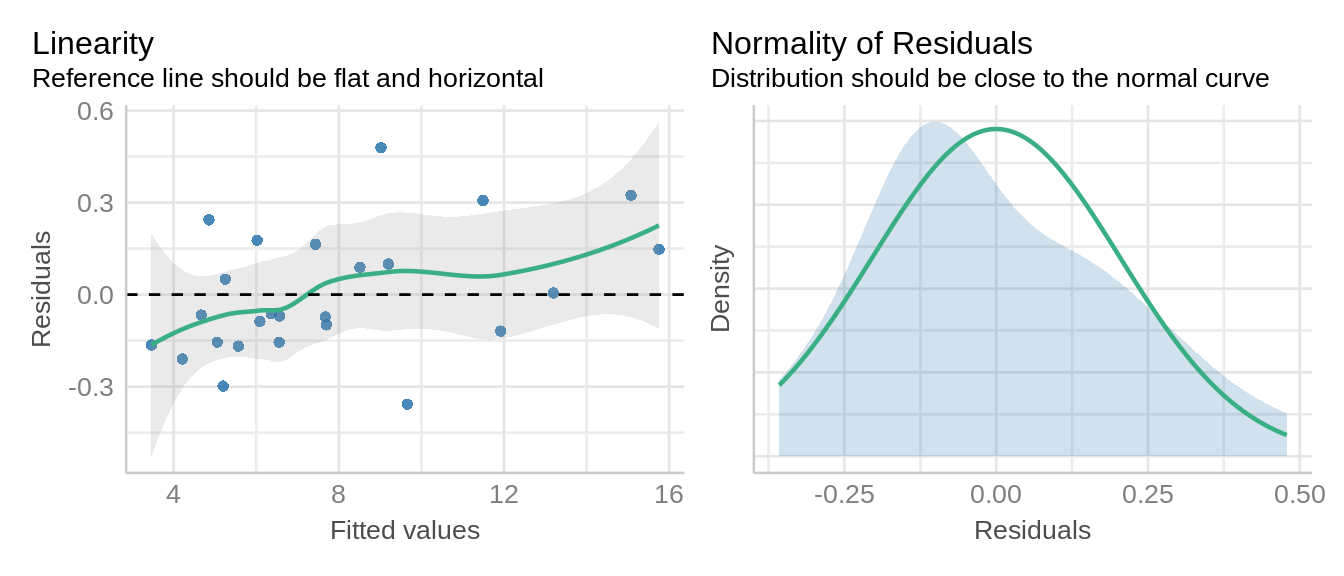 Linearity
Reference line should be flat and horizontal
0.6
0.3
0.0
-0.3
Residuals
4 8 12 16
Fitted values
Normality of Residuals
Distribution should be close to the normal curve
Density
-0.25 0.00 0.25 0.50
Residuals